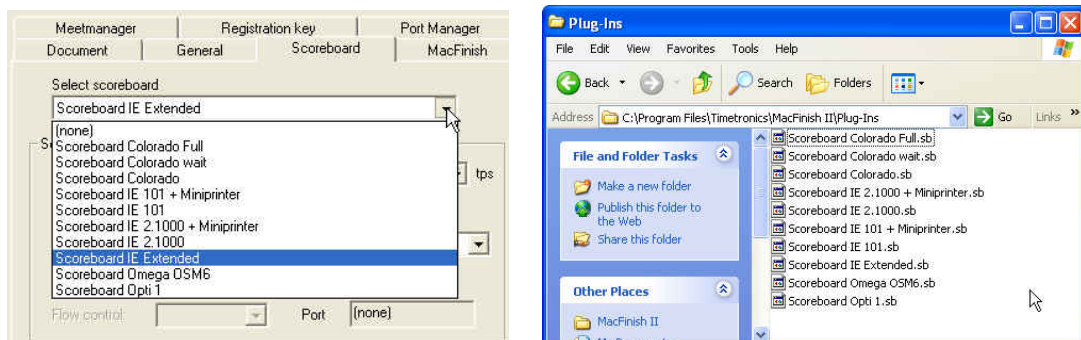 Meetmanager Registration key Port Manager
Document General Scoreboard MacFinish
Select scoreboard
Scoreboard IE Extended
(none)
Scoreboard Colorado Full
Scoreboard Colorado wait
Scoreboard Colorado
Scoreboard IE 101 + Miniprinter
Scoreboard IE 101
Scoreboard IE 2.1000 + Miniprinter
Scoreboard IE 2.1000
Scoreboard IE Extended
Scoreboard Omega OSM6
Scoreboard Opti 1
tps
Flow control: Port (none)
Plug-Ins
File Edit View Favorites Tools Help
Back Search Folders
Address C:\Program Files\Timetronics\MacFinish II\Plug-Ins Go Links »
File and Folder Tasks
Make a new folder
Publish this folder to
the Web
Share this folder
Other Places
MacFinish II
Scoreboard Colorado Full.sb
Scoreboard Colorado wait.sb
Scoreboard Colorado.sb
Scoreboard IE 2.1000 + Miniprinter.sb
Scoreboard IE 2.1000.sb
Scoreboard IE 101 + Miniprinter.sb
Scoreboard IE 101.sb
Scoreboard IE Extended.sb
Scoreboard Omega OSM6.sb
Scoreboard Opti 1.sb